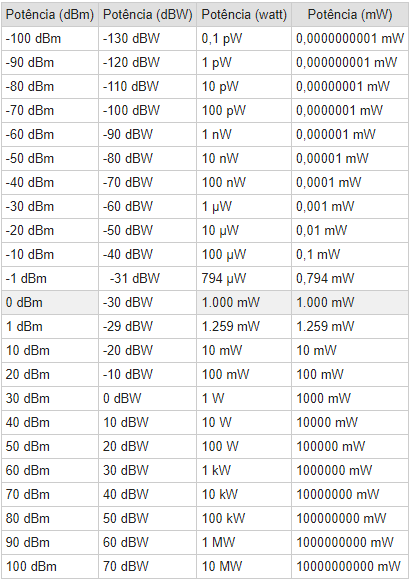 Potência (dBm) Potência (dBW) Potência (watt) Potência (mW)
-100 dBm -130 dBW 0,1 pW 0,0000000001 mW
-90 dBm -120 dBW 1 pW 0,000000001 mW
-80 dBm -110 dBW 10 pW 0,00000001 mW
-70 dBm -100 dBW 100 pW 0,0000001 mW
-60 dBm -90 dBW 1 nW 0,000001 mW
-50 dBm -80 dBW 10 nW 0,00001 mW
-40 dBm -70 dBW 100 nW 0,0001 mW
-30 dBm -60 dBW 1 μW 0,001 mW
-20 dBm -50 dBW 10 μW 0,01 mW
-10 dBm -40 dBW 100 μW 0,1 mW
-1 dBm -31 dBW 794 μW 0,794 mW
0 dBm -30 dBW 1.000 mW 1.000 mW
1 dBm -29 dBW 1.259 mW 1.259 mW
10 dBm -20 dBW 10 mW 10 mW
20 dBm -10 dBW 100 mW 100 mW
30 dBm 0 dBW 1 W 1000 mW
40 dBm 10 dBW 10 W 10000 mW
50 dBm 20 dBW 100 W 100000 mW
60 dBm 30 dBW 1 kW 1000000 mW
70 dBm 40 dBW 10 kW 10000000 mW
80 dBm 50 dBW 100 kW 100000000 mW
90 dBm 60 dBW 1 MW 1000000000 mW
100 dBm 70 dBW 10 MW 10000000000 mW